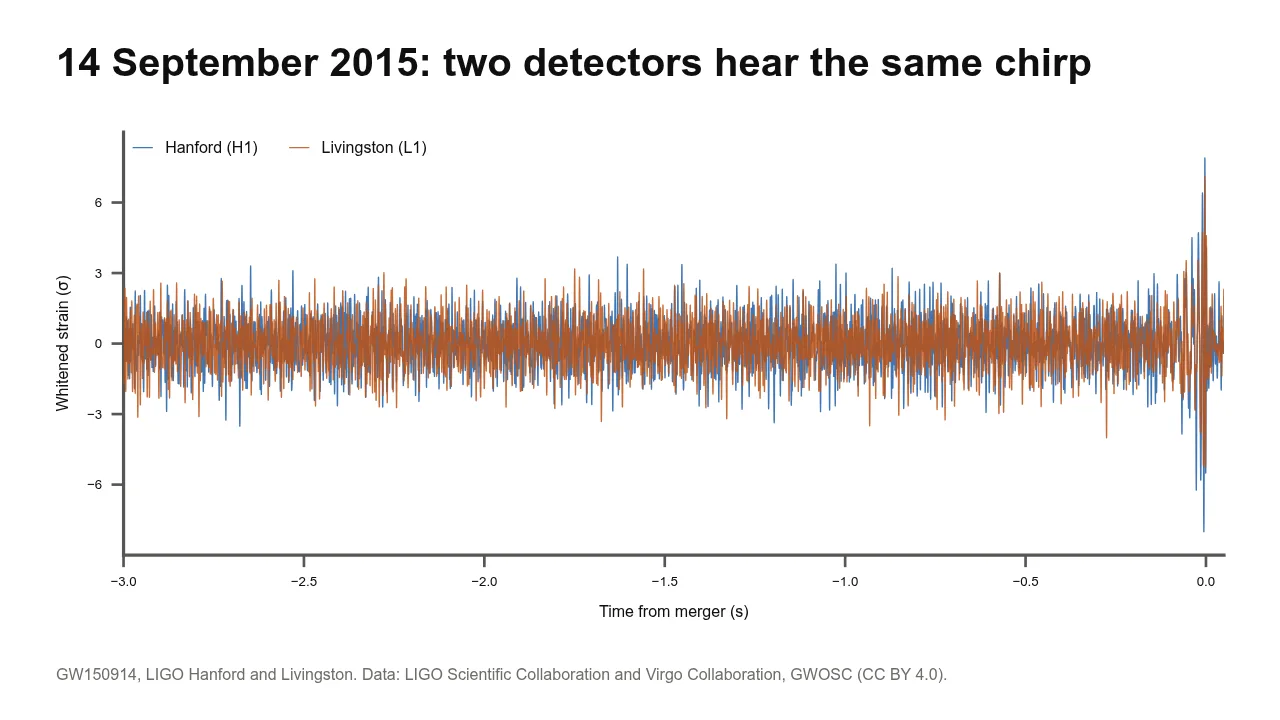 14 September 2015: two detectors hear the same chirp
Hanford (H1)
Livingston (L1)
6
3
0
−3
−6
Whitened strain (σ)
−3.0
−2.5
−2.0
−1.5
−1.0
−0.5
0.0
Time from merger (s)
GW150914, LIGO Hanford and Livingston. Data: LIGO Scientific Collaboration and Virgo Collaboration, GWOSC (CC BY 4.0).